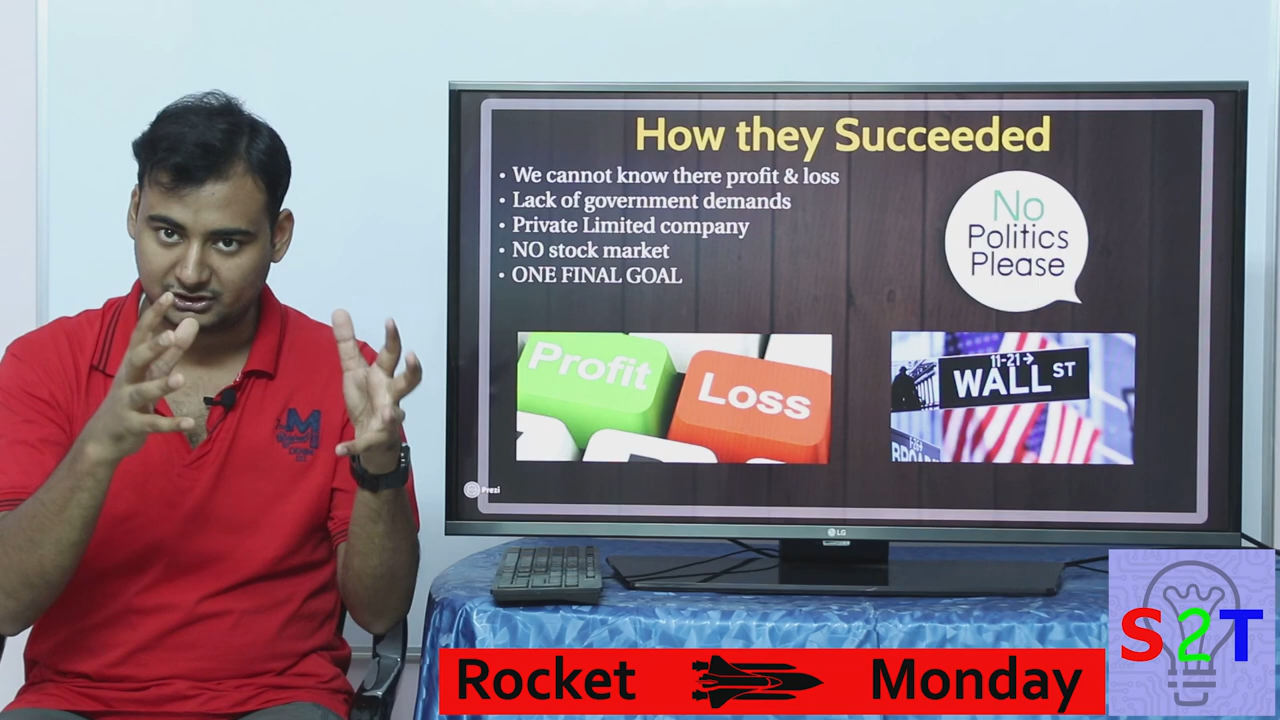 How they Succeeded
• We cannot know there profit & loss
• Lack of government demands
• Private Limited company
• NO stock market
• ONE FINAL GOAL
No
Politics
Please
Profit
Loss
11-21→
WALL ST
BROAD
Prezi
LG
M
S2T
Rocket Monday